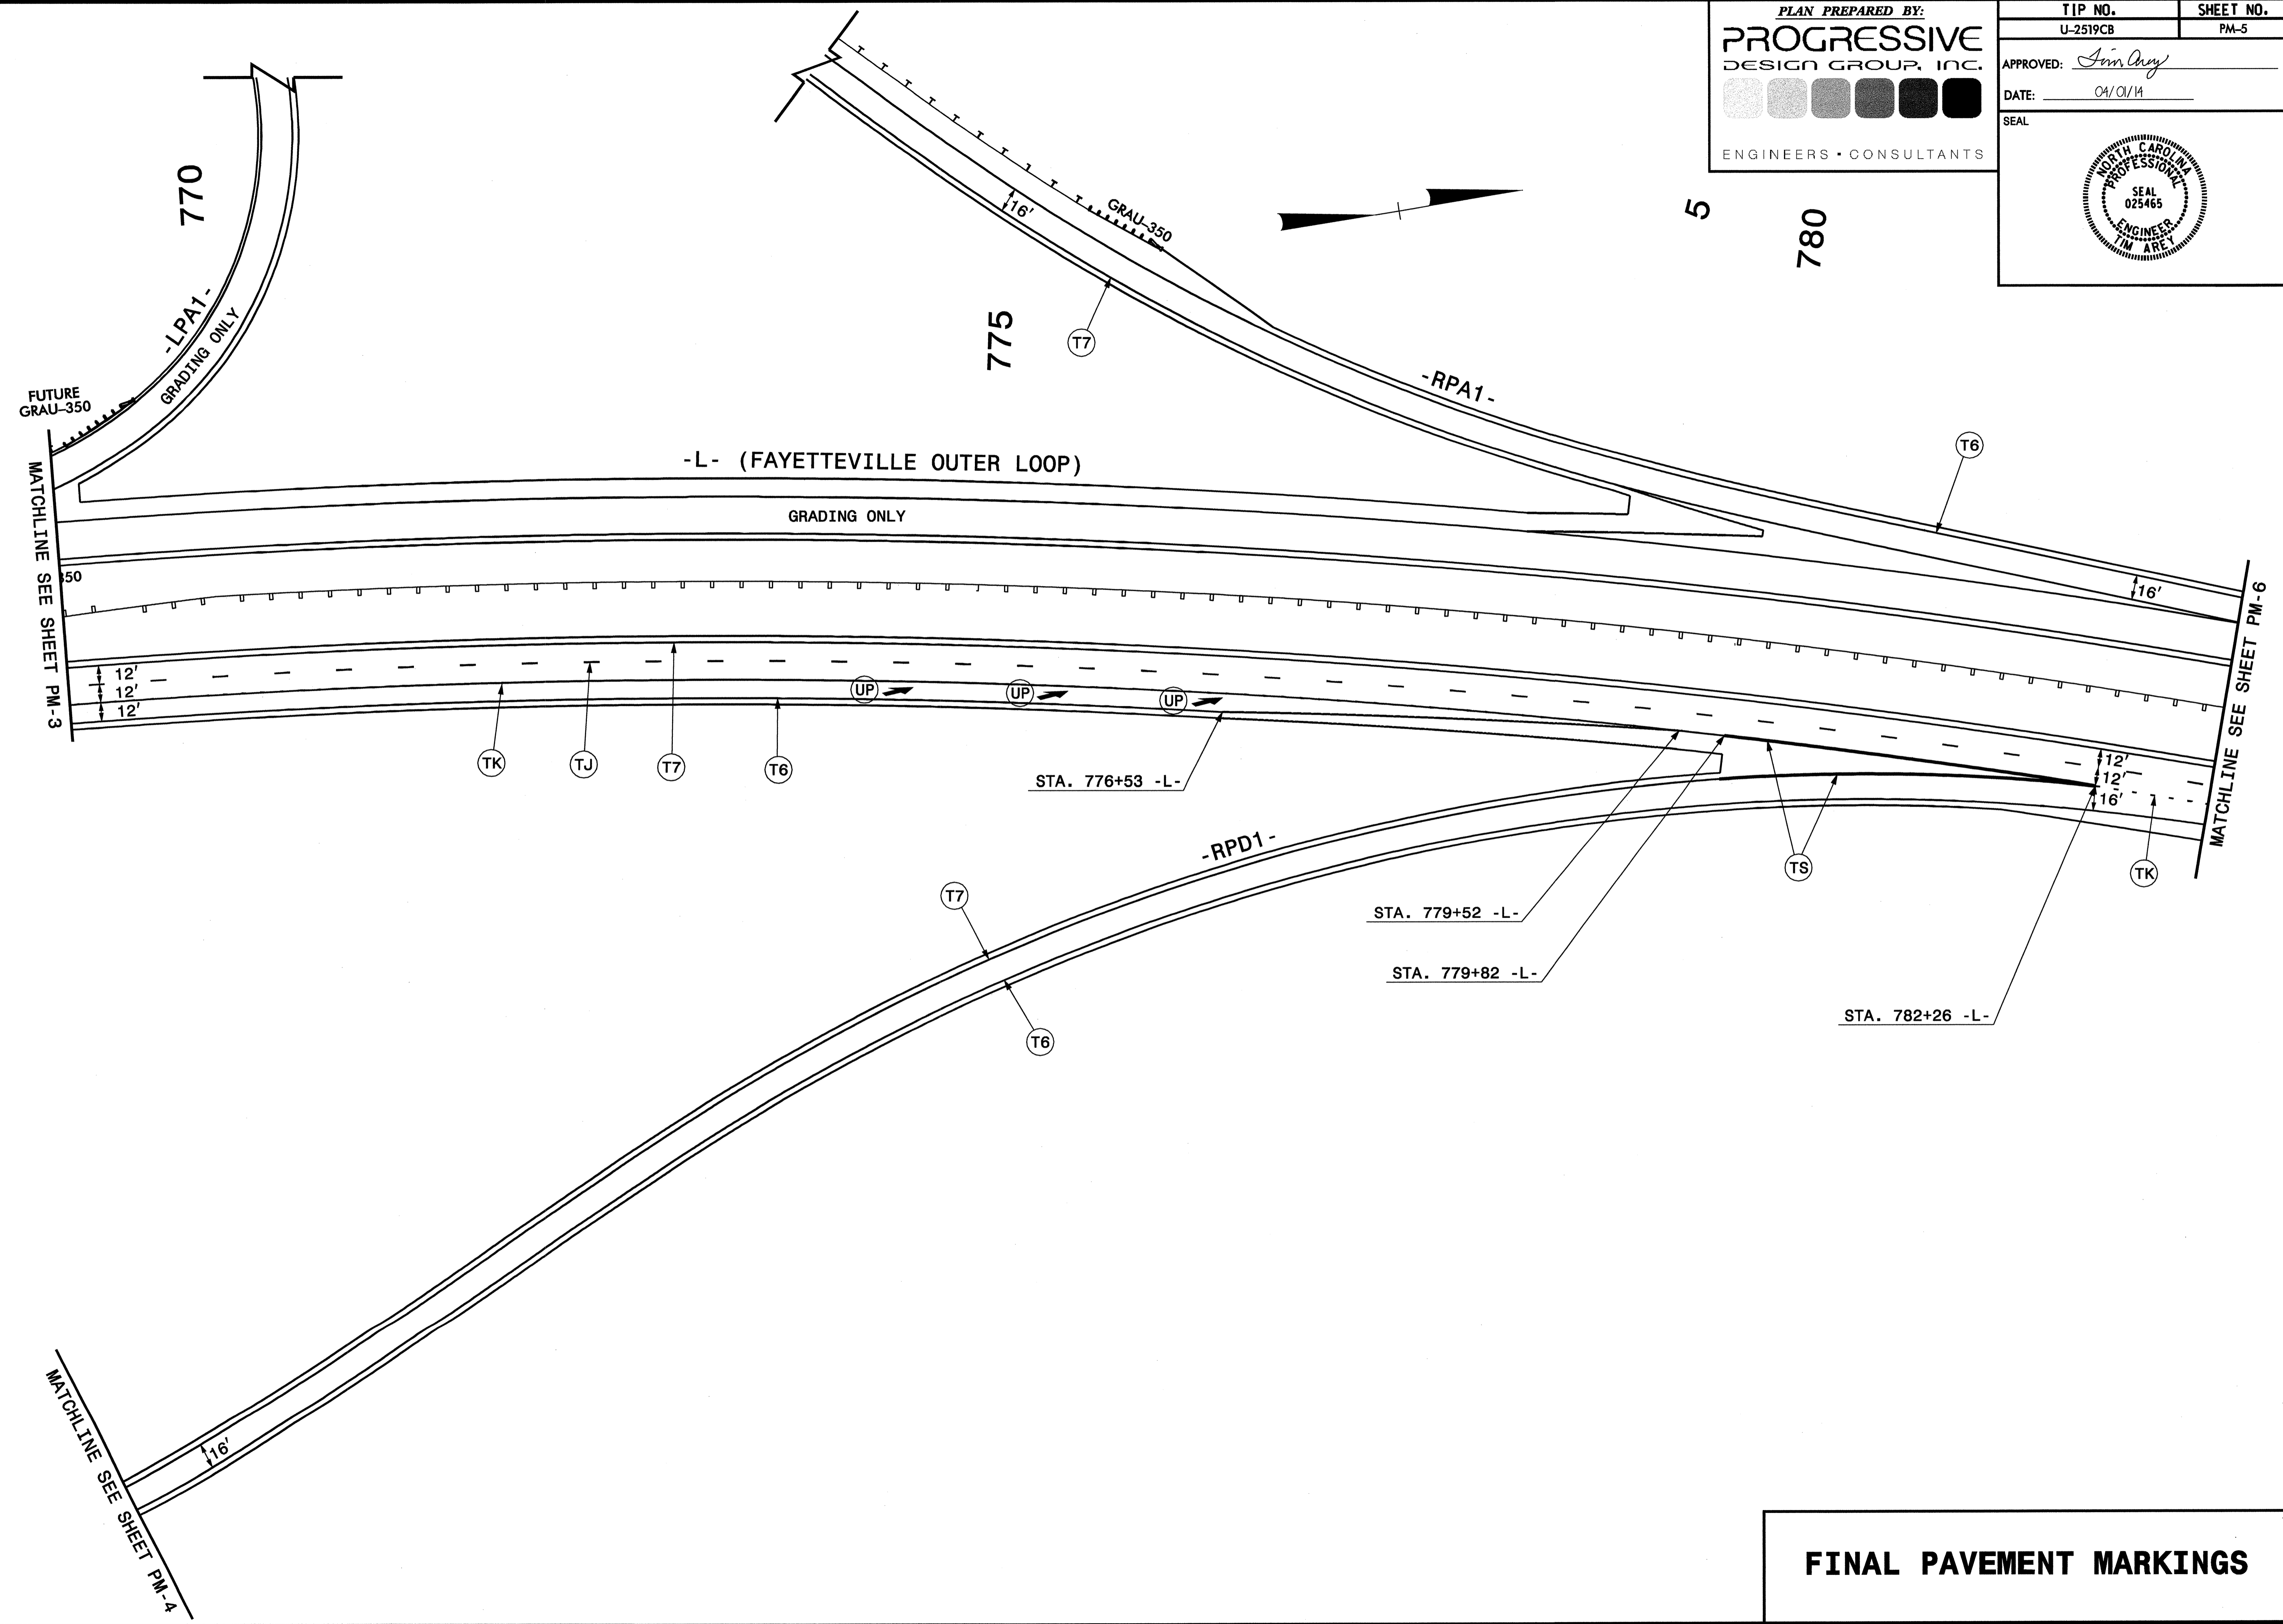 PLAN PREPARED BY:
PROGRESSIVE
DESIGN GROUP, INC.
ENGINEERS • CONSULTANTS
TIP NO.
SHEET NO.
U-2519CB
PM-5
APPROVED: Tim Arey
DATE: 04/01/14
SEAL
NORTH CAROLINA
PROFESSIONAL
SEAL
025465
ENGINEER
TIM AREY
770
775
5
780
16'
GRAU-350
T7
-RPA1-
T6
16'
-LPA1-
GRADING ONLY
FUTURE
GRAU-350
MATCHLINE SEE SHEET PM-3
-L- (FAYETTEVILLE OUTER LOOP)
GRADING ONLY
350
12'
12'
12'
UP
UP
UP
TK
TJ
T7
T6
STA. 776+53 -L-
12'
12'
16'
MATCHLINE SEE SHEET PM-6
-RPD1-
TS
TK
T7
STA. 779+52 -L-
STA. 779+82 -L-
STA. 782+26 -L-
T6
16'
MATCHLINE SEE SHEET PM-4
FINAL PAVEMENT MARKINGS